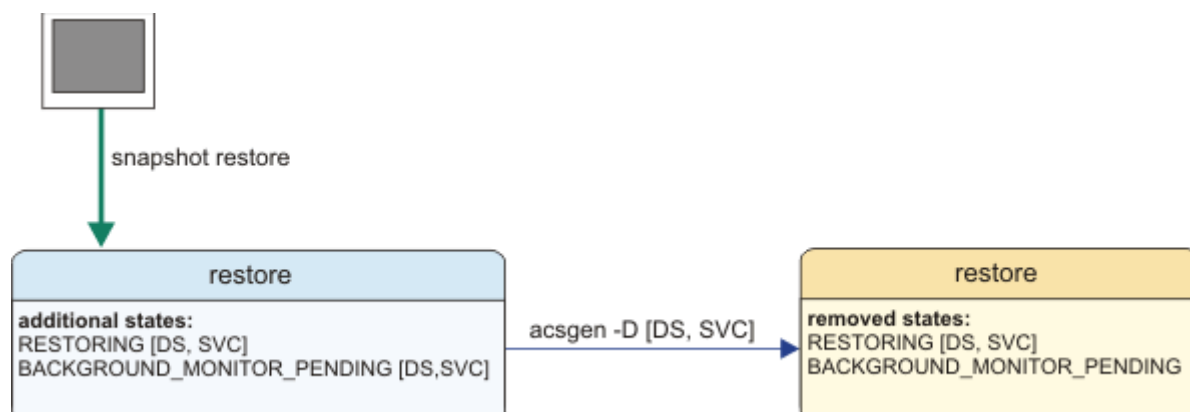 snapshot restore
restore
additional states:
RESTORING [DS, SVC]
BACKGROUND_MONITOR_PENDING [DS,SVC]
acsgen -D [DS, SVC]
restore
removed states:
RESTORING [DS, SVC]
BACKGROUND_MONITOR_PENDING